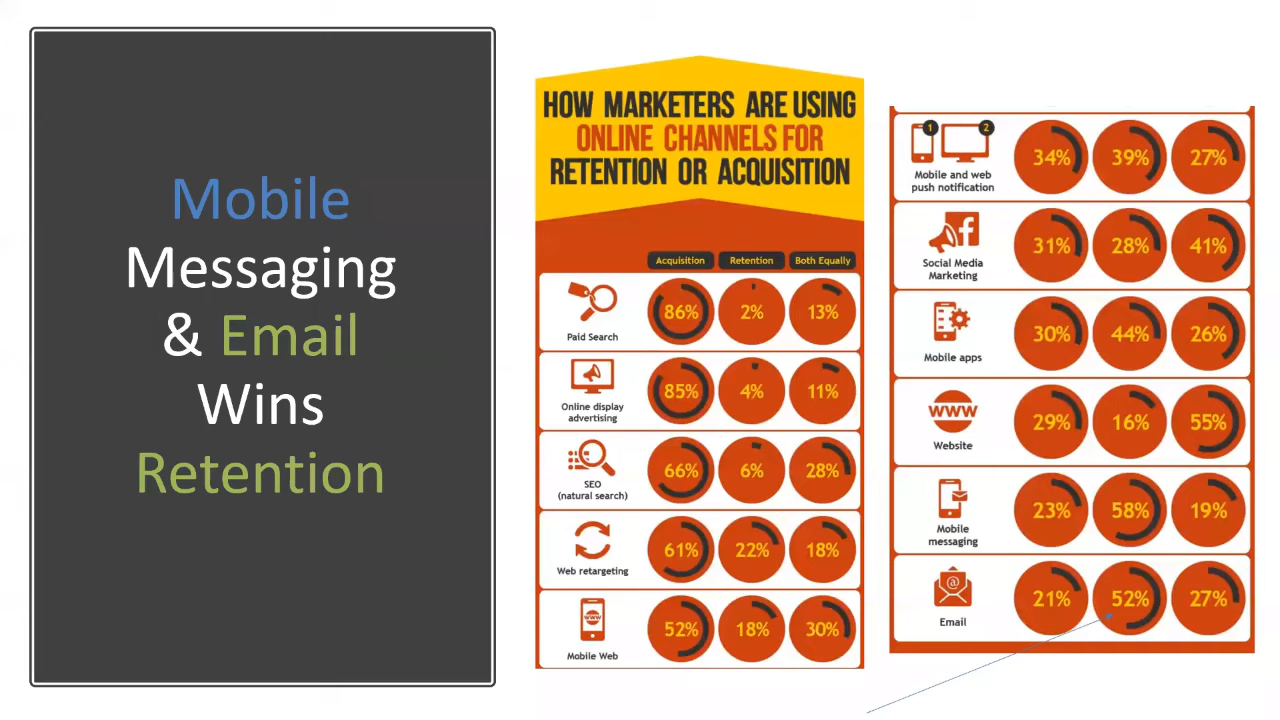 Mobile
Messaging
& Email
Wins
Retention
HOW MARKETERS ARE USING
ONLINE CHANNELS FOR
RETENTION OR ACQUISITION
Acquisition Retention Both Equally
Paid Search
86% 2% 13%
Online display
advertising
85% 4% 11%
SEO
(natural search)
66% 6% 28%
Web retargeting
61% 22% 18%
WWW
Mobile Web
52% 18% 30%
1 2
Mobile and web
push notification
34% 39% 27%
f
Social Media
Marketing
31% 28% 41%
Mobile apps
30% 44% 26%
WWW
Website
29% 16% 55%
Mobile
messaging
23% 58% 19%
@
Email
21% 52% 27%